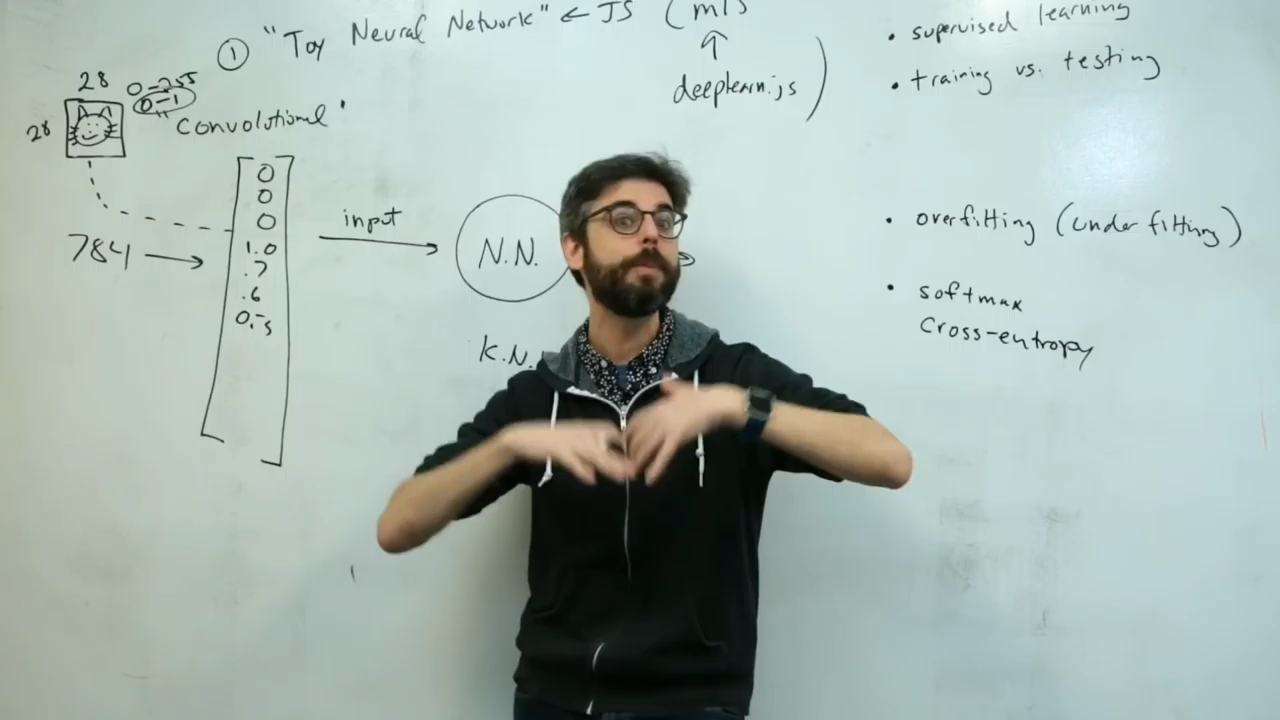 ① "Toy Neural Network" ← JS (ml5
deeplearn.js)
28
0-255
0-1
28
"Convolutional"
784
0
0
0
1.0
.7
.6
0.5
input
N.N.
K.N.
• supervised learning
• training vs. testing
• overfitting (underfitting)
• softmax
cross-entropy